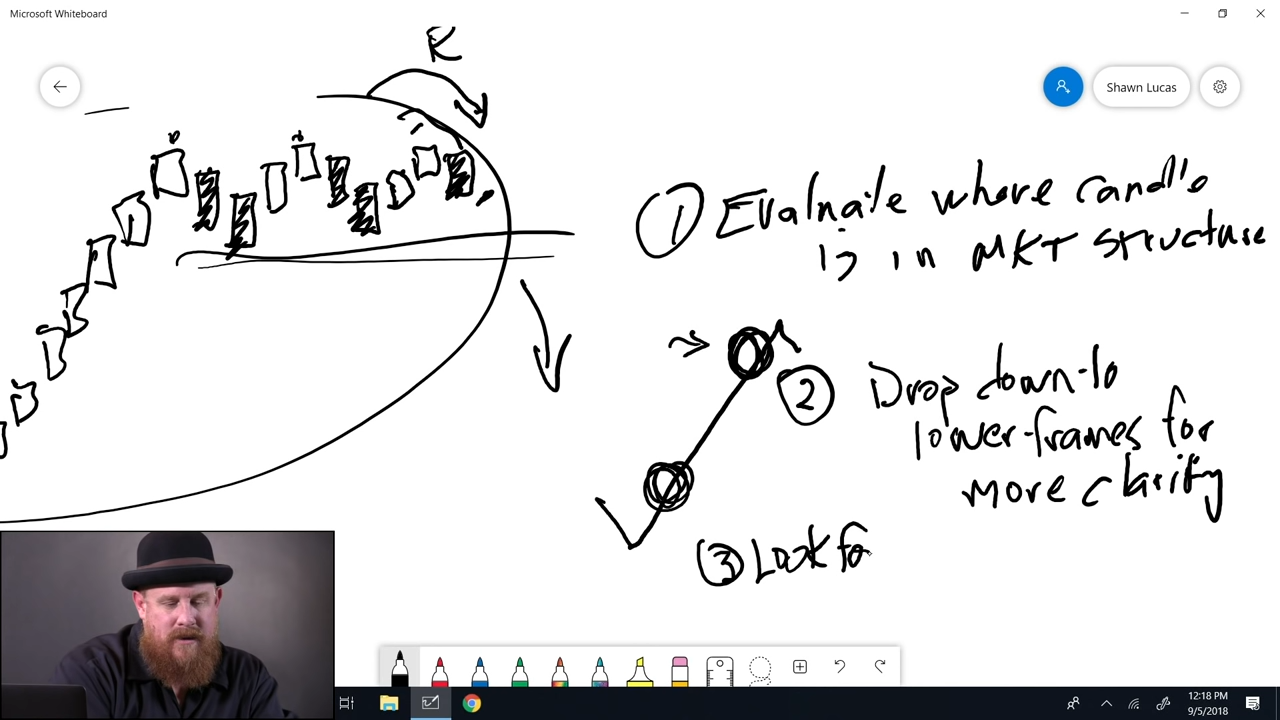 Microsoft Whiteboard
Shawn Lucas
R
① Evaluate where candle
is in MKT structure
② Drop down to
lower frames for
more clarity
③ Look fo
12:18 PM
9/5/2018